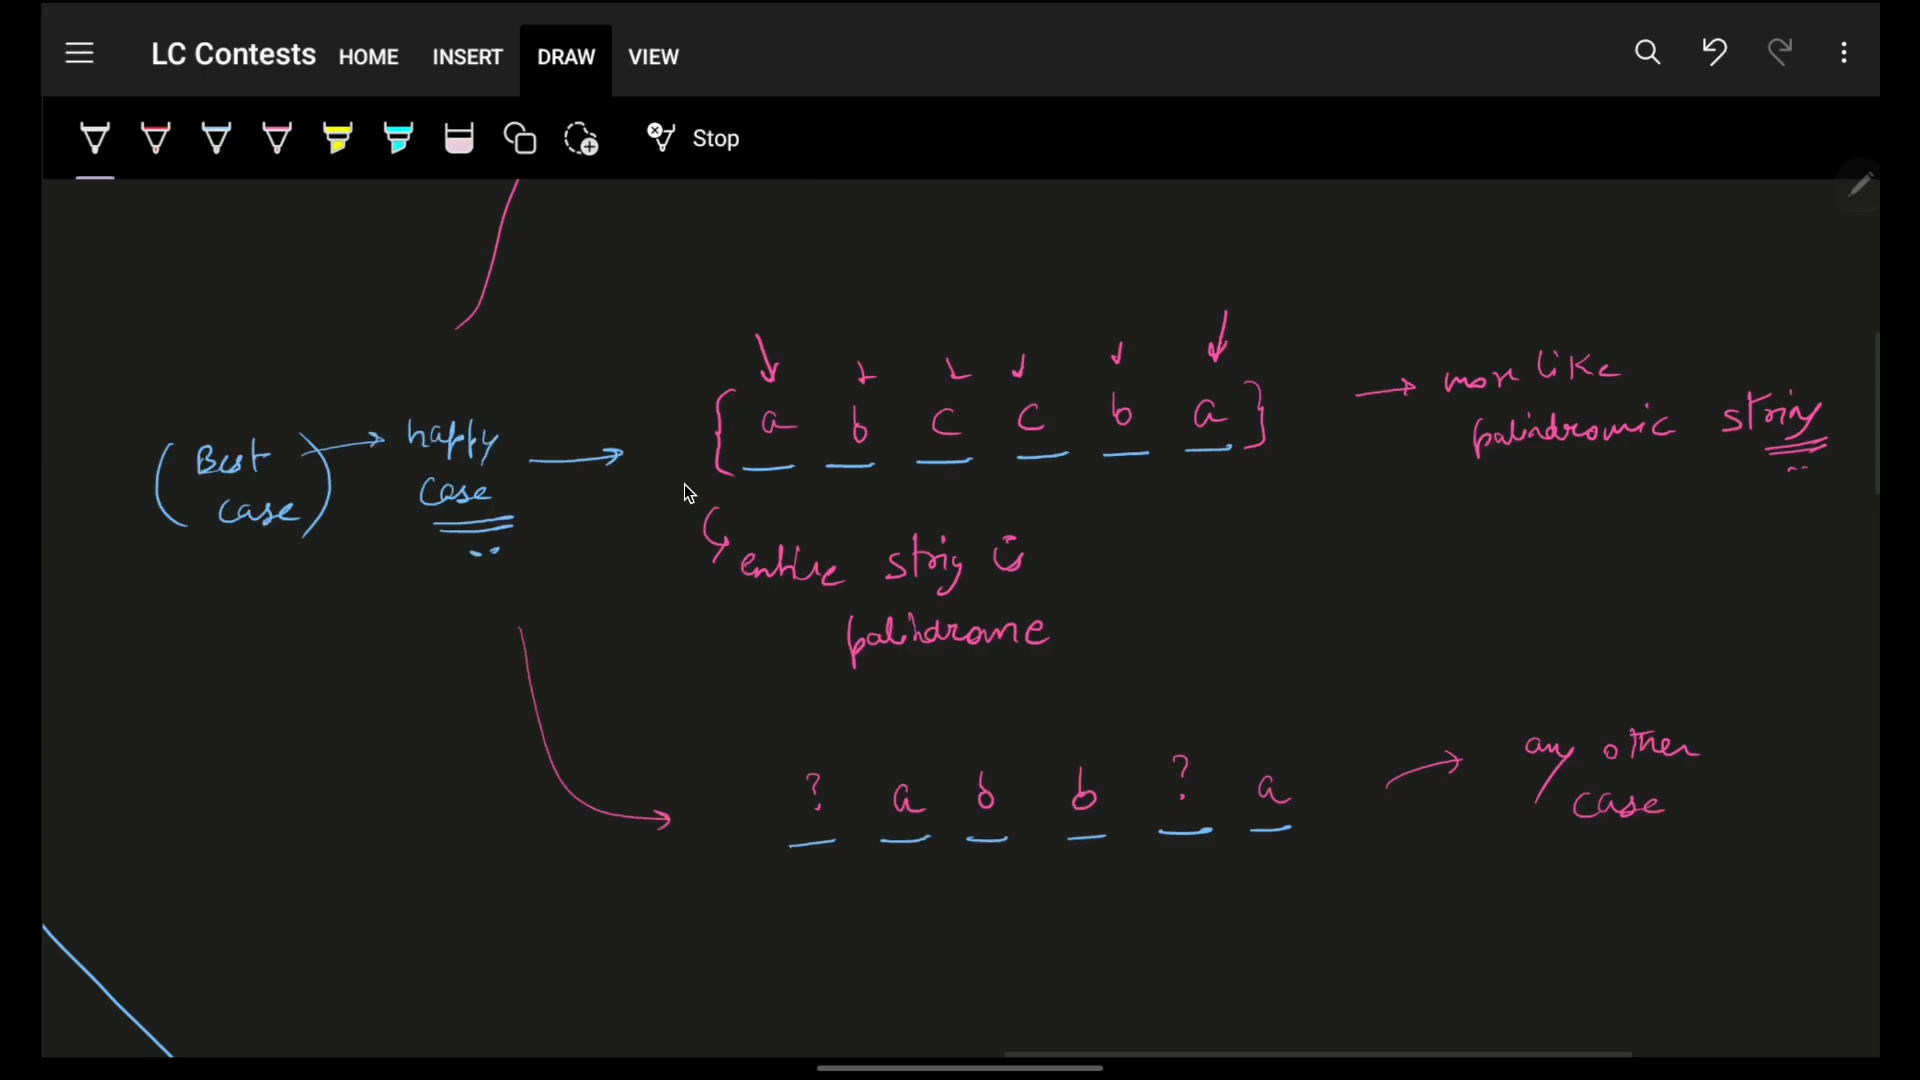 LC Contests HOME INSERT DRAW VIEW
Stop
(Best case) → happy case →
{ a b c c b a } → more like palindromic string
entire string is
palindrome
? a b b ? a → any other case